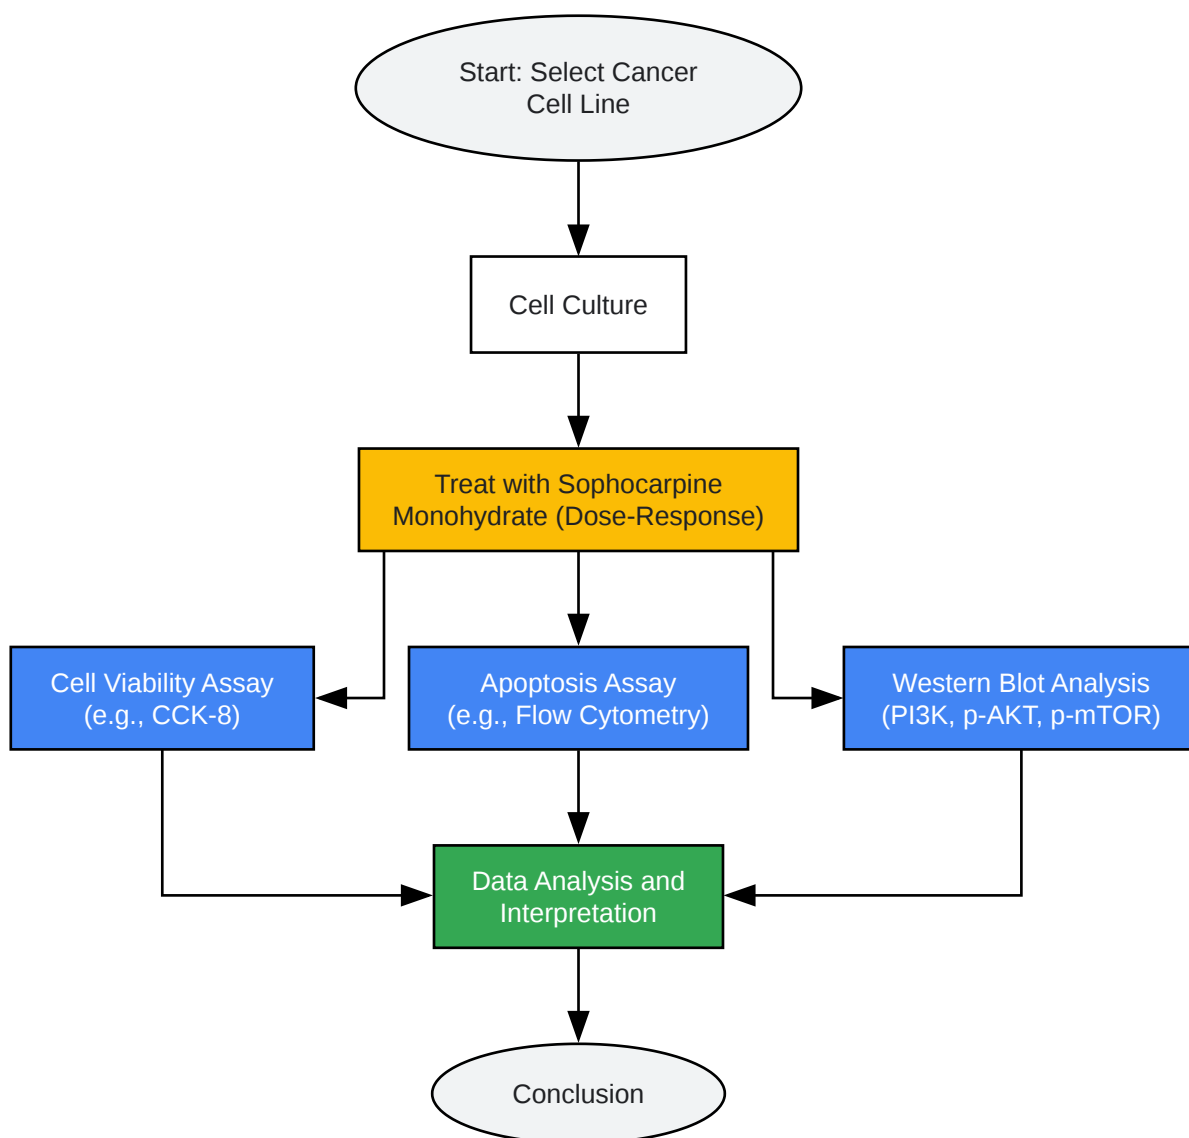 Start: Select Cancer
Cell Line
Cell Culture
Treat with Sophocarpine
Monohydrate (Dose-Response)
Cell Viability Assay
(e.g., CCK-8)
Apoptosis Assay
(e.g., Flow Cytometry)
Western Blot Analysis
(PI3K, p-AKT, p-mTOR)
Data Analysis and
Interpretation
Conclusion